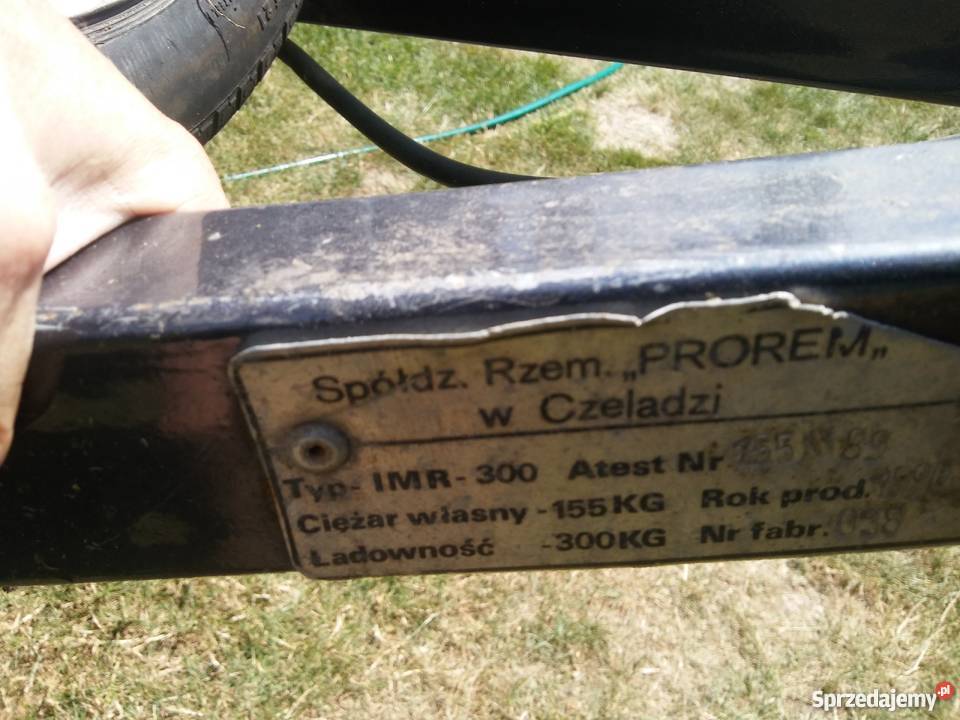 Spółdz. Rzem. „PROREM”
w Czeladzi
Typ- IMR-300 Atest Nr
Ciężar własny -155KG Rok prod.
Ładowność -300KG Nr fabr. 038
Sprzedajemy.pl